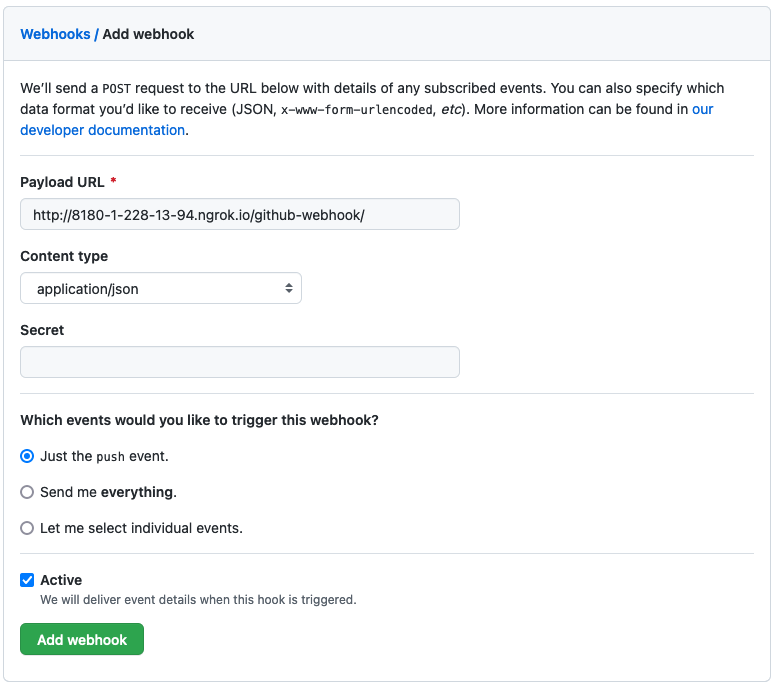 Webhooks / Add webhook
We’ll send a POST request to the URL below with details of any subscribed events. You can also specify which
data format you’d like to receive (JSON, x-www-form-urlencoded, etc). More information can be found in our
developer documentation.
Payload URL *
http://8180-1-228-13-94.ngrok.io/github-webhook/
Content type
application/json
Secret
Which events would you like to trigger this webhook?
Just the push event.
Send me everything.
Let me select individual events.
Active
We will deliver event details when this hook is triggered.
Add webhook